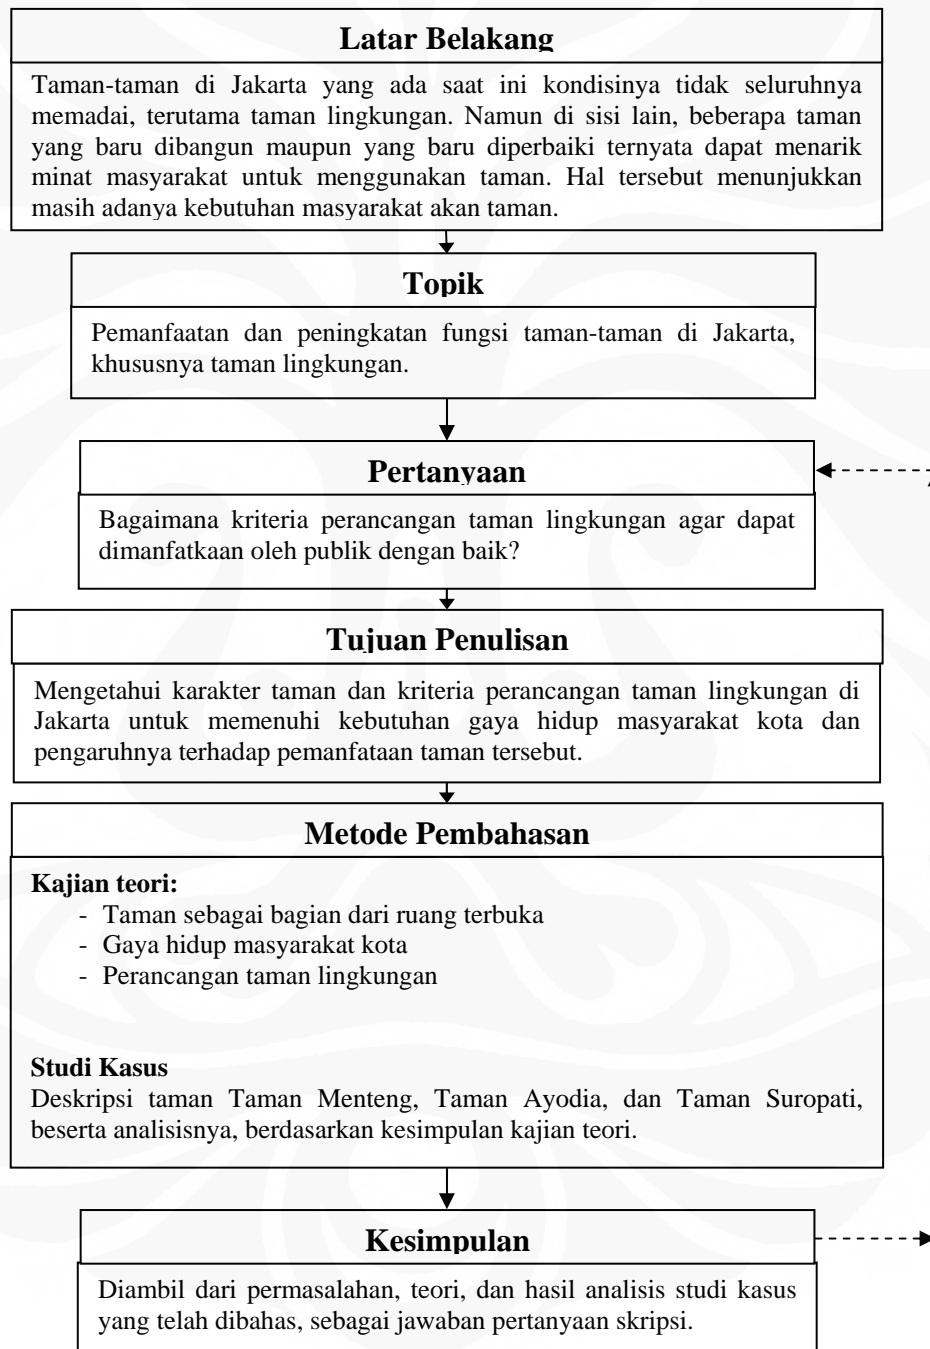 Latar Belakang
Taman-taman di Jakarta yang ada saat ini kondisinya tidak seluruhnya
memadai, terutama taman lingkungan. Namun di sisi lain, beberapa taman
yang baru dibangun maupun yang baru diperbaiki ternyata dapat menarik
minat masyarakat untuk menggunakan taman. Hal tersebut menunjukkan
masih adanya kebutuhan masyarakat akan taman.
Topik
Pemanfaatan dan peningkatan fungsi taman-taman di Jakarta,
khususnya taman lingkungan.
Pertanyaan
Bagaimana kriteria perancangan taman lingkungan agar dapat
dimanfatkaan oleh publik dengan baik?
Tujuan Penulisan
Mengetahui karakter taman dan kriteria perancangan taman lingkungan di
Jakarta untuk memenuhi kebutuhan gaya hidup masyarakat kota dan
pengaruhnya terhadap pemanfataan taman tersebut.
Metode Pembahasan
Kajian teori:
- Taman sebagai bagian dari ruang terbuka
- Gaya hidup masyarakat kota
- Perancangan taman lingkungan
Studi Kasus
Deskripsi taman Taman Menteng, Taman Ayodia, dan Taman Suropati,
beserta analisisnya, berdasarkan kesimpulan kajian teori.
Kesimpulan
Diambil dari permasalahan, teori, dan hasil analisis studi kasus
yang telah dibahas, sebagai jawaban pertanyaan skripsi.